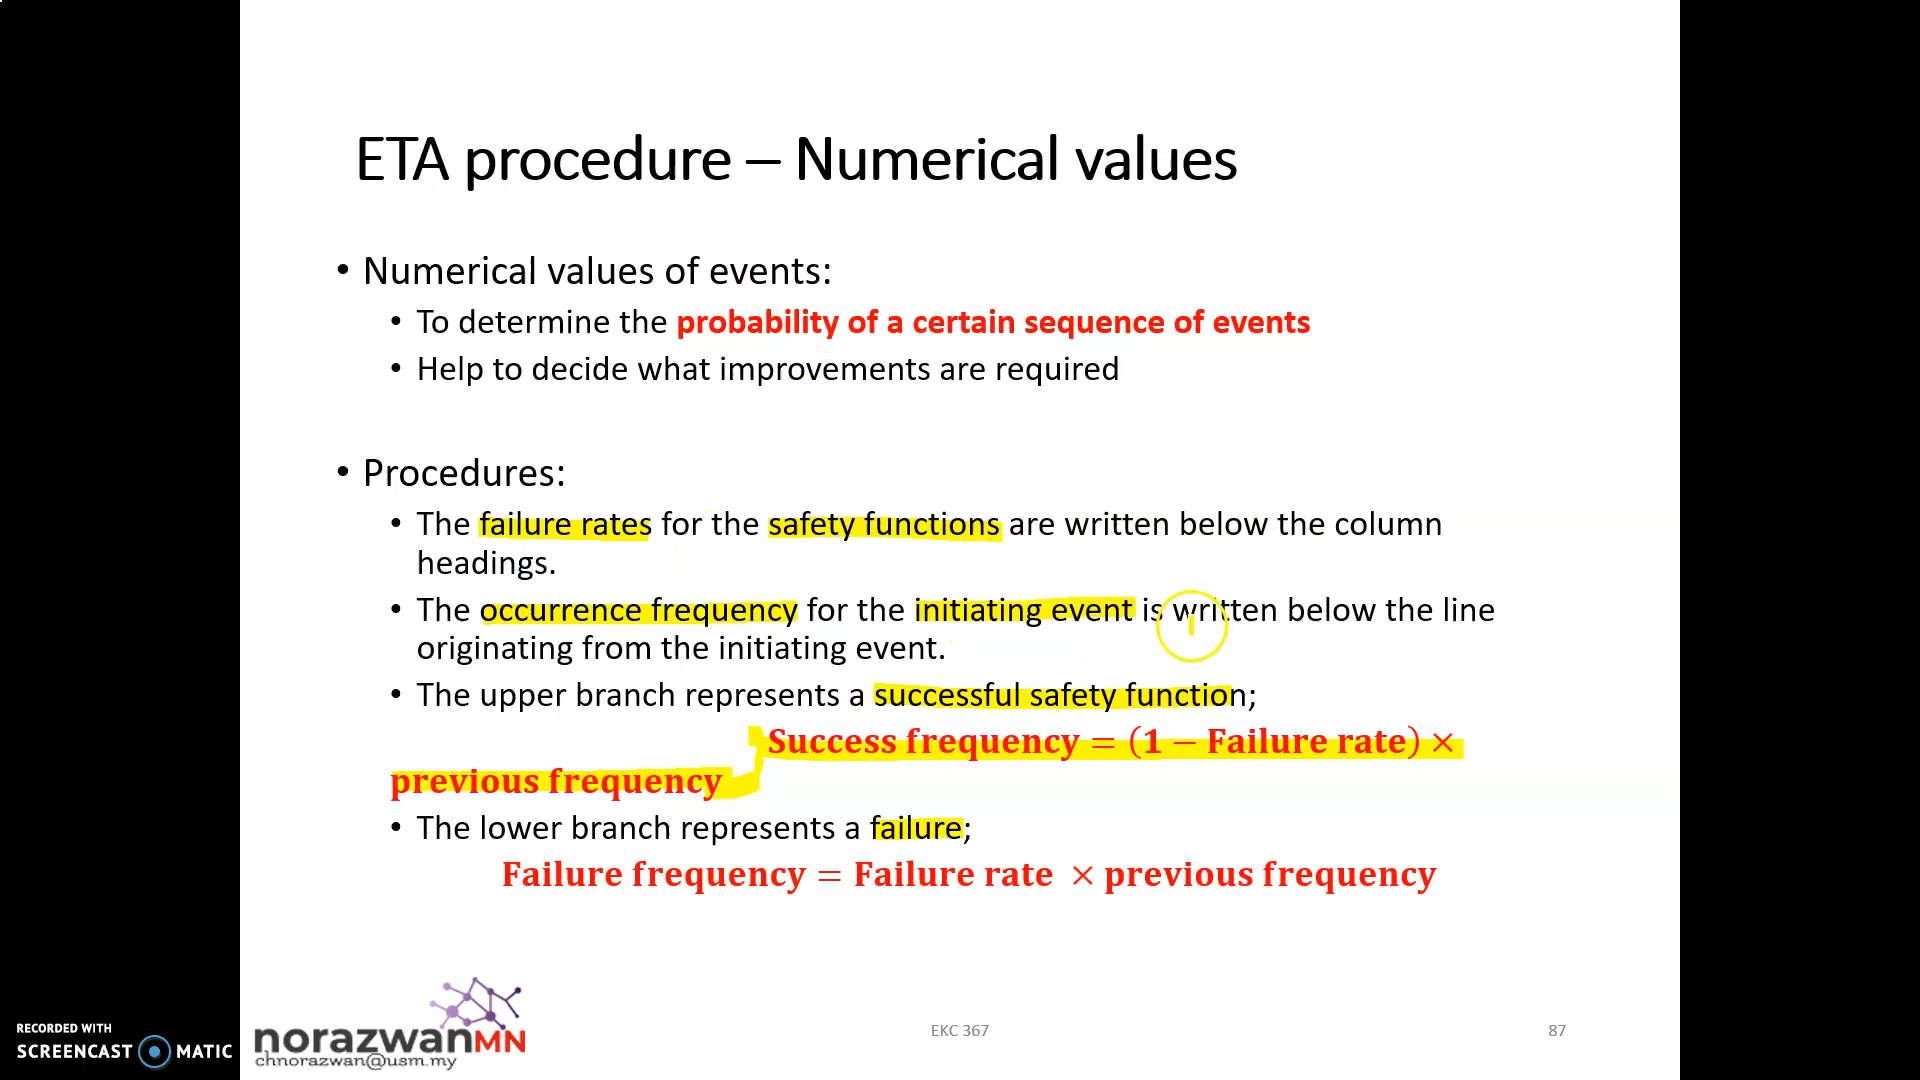 ETA procedure – Numerical values
• Numerical values of events:
• To determine the probability of a certain sequence of events
• Help to decide what improvements are required
• Procedures:
• The failure rates for the safety functions are written below the column
headings.
• The occurrence frequency for the initiating event is written below the line
originating from the initiating event.
• The upper branch represents a successful safety function;
Success frequency = (1 − Failure rate) ×
previous frequency
• The lower branch represents a failure;
Failure frequency = Failure rate × previous frequency
RECORDED WITH
SCREENCAST MATIC
norazwanMN
chnorazwan@usm.my
EKC 367
87